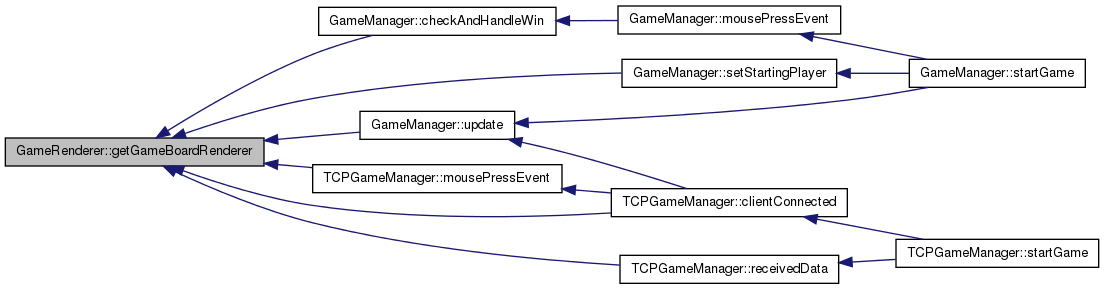 GameManager::checkAndHandleWin
GameManager::mousePressEvent
GameManager::setStartingPlayer
GameManager::startGame
GameManager::update
GameRenderer::getGameBoardRenderer
TCPGameManager::mousePressEvent
TCPGameManager::clientConnected
TCPGameManager::startGame
TCPGameManager::receivedData